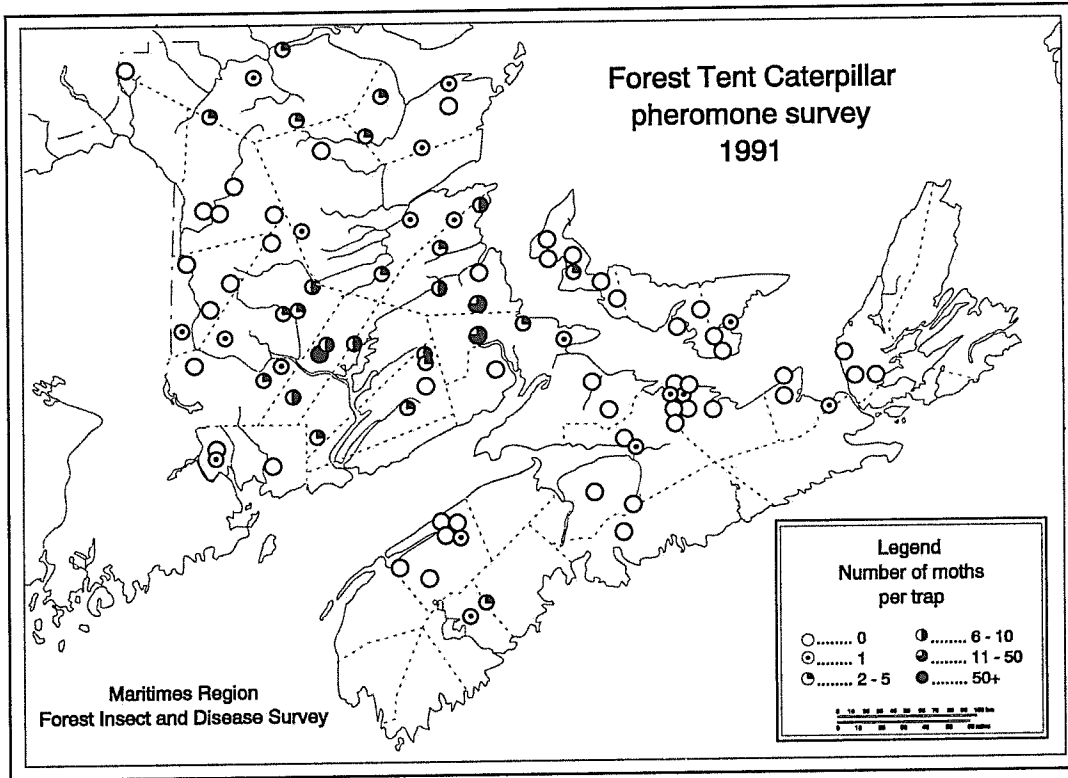 Forest Tent Caterpillar
pheromone survey
1991
Legend
Number of moths
per trap
........ 0
........ 1
........ 2 - 5
........ 6 - 10
........ 11 - 50
........ 50+
Maritimes Region
Forest Insect and Disease Survey